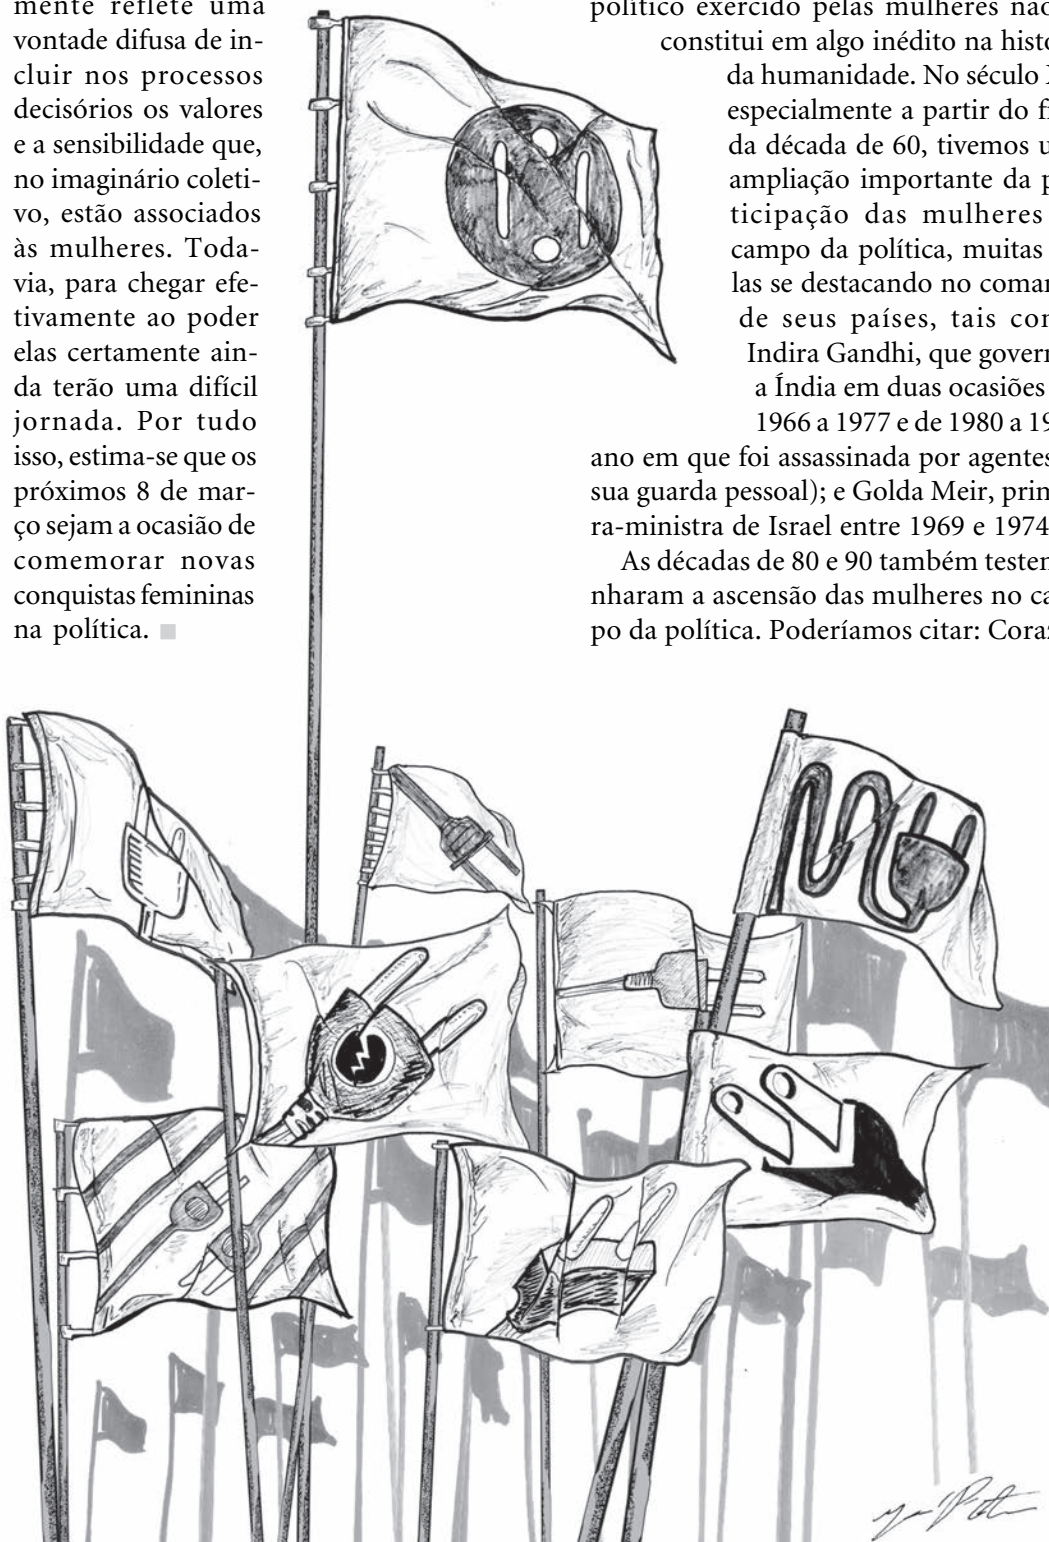 mente reflete uma
vontade difusa de in-
cluir nos processos
decisórios os valores
e a sensibilidade que,
no imaginário coleti-
vo, estão associados
às mulheres. Toda-
via, para chegar efe-
tivamente ao poder
elas certamente ain-
da terão uma difícil
jornada. Por tudo
isso, estima-se que os
próximos 8 de mar-
ço sejam a ocasião de
comemorar novas
conquistas femininas
na política.
político exercido pelas mulheres não
constitui em algo inédito na histo
da humanidade. No século
especialmente a partir do fi
da década de 60, tivemos u
ampliação importante da p
ticipação das mulheres
campo da política, muitas
las se destacando no coman
de seus países, tais com
Indira Gandhi, que govern
a Índia em duas ocasiões
1966 a 1977 e de 1980 a 19
ano em que foi assassinada por agentes
sua guarda pessoal); e Golda Meir, prim
ra-ministra de Israel entre 1969 e 1974
As décadas de 80 e 90 também testem
nharam a ascensão das mulheres no ca
po da política. Poderíamos citar: Coraz